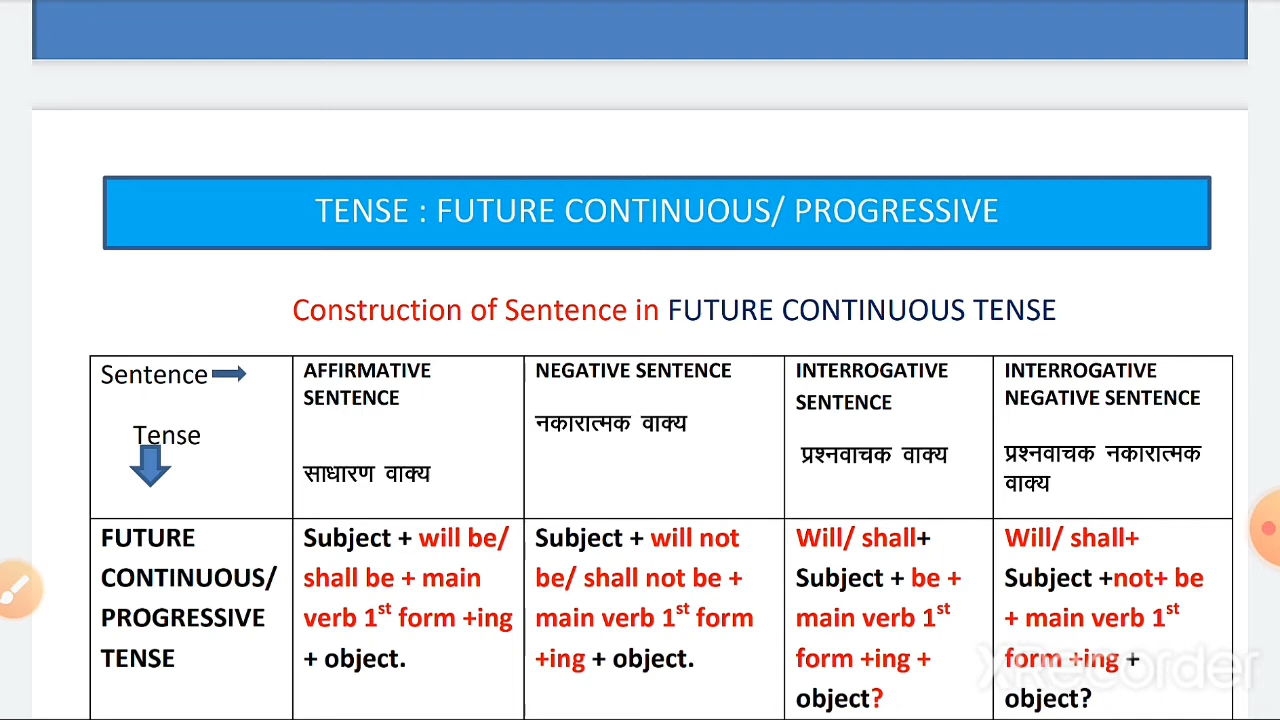 TENSE : FUTURE CONTINUOUS/ PROGRESSIVE
Construction of Sentence in FUTURE CONTINUOUS TENSE
Sentence
Tense
AFFIRMATIVE
SENTENCE
साधारण वाक्य
NEGATIVE SENTENCE
नकारात्मक वाक्य
INTERROGATIVE
SENTENCE
प्रश्नवाचक वाक्य
INTERROGATIVE
NEGATIVE SENTENCE
प्रश्नवाचक नकारात्मक
वाक्य
FUTURE
CONTINUOUS/
PROGRESSIVE
TENSE
Subject + will be/
shall be + main
verb 1st form +ing
+ object.
Subject + will not
be/ shall not be +
main verb 1st form
+ing + object.
Will/ shall+
Subject + be +
main verb 1st
form +ing +
object?
Will/ shall+
Subject +not+ be
+ main verb 1st
form +ing +
object?
XRecorder